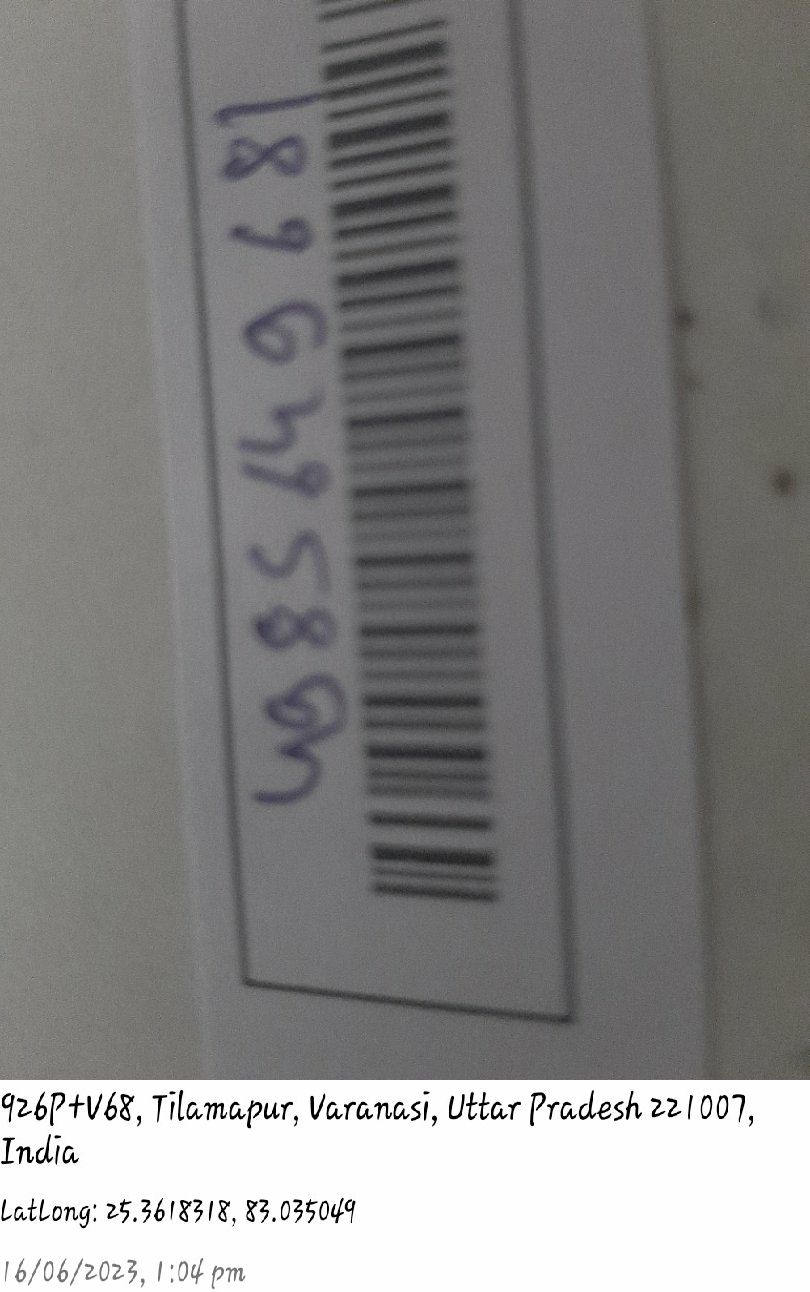 926P+V68, Tilamapur, Varanasi, Uttar Pradesh 221007,
India
LatLong: 25.3618318, 83.035049
16/06/2023, 1:04 pm